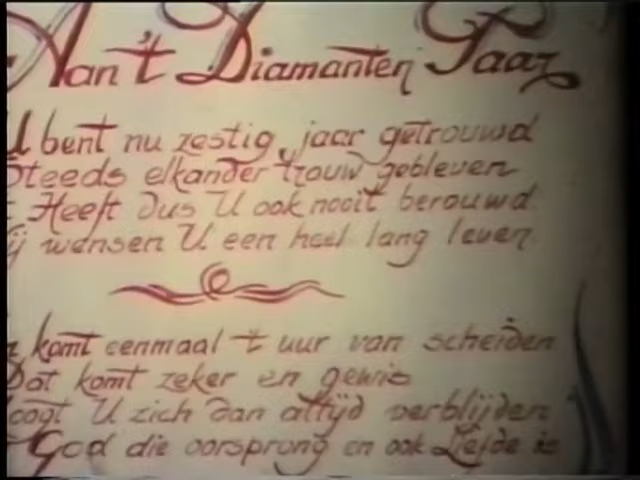 Aan 't Diamanten Paar
U bent nu zestig jaar getrouwd
Steeds elkander trouw gebleven
't Heeft dus U ook nooit berouwd
Wij wensen U een heel lang leven
komt eenmaal 't uur van scheiden
Dat komt zeker en gewis
Moogt U zich dan altijd verblijden
God die oorsprong en ook Liefde is